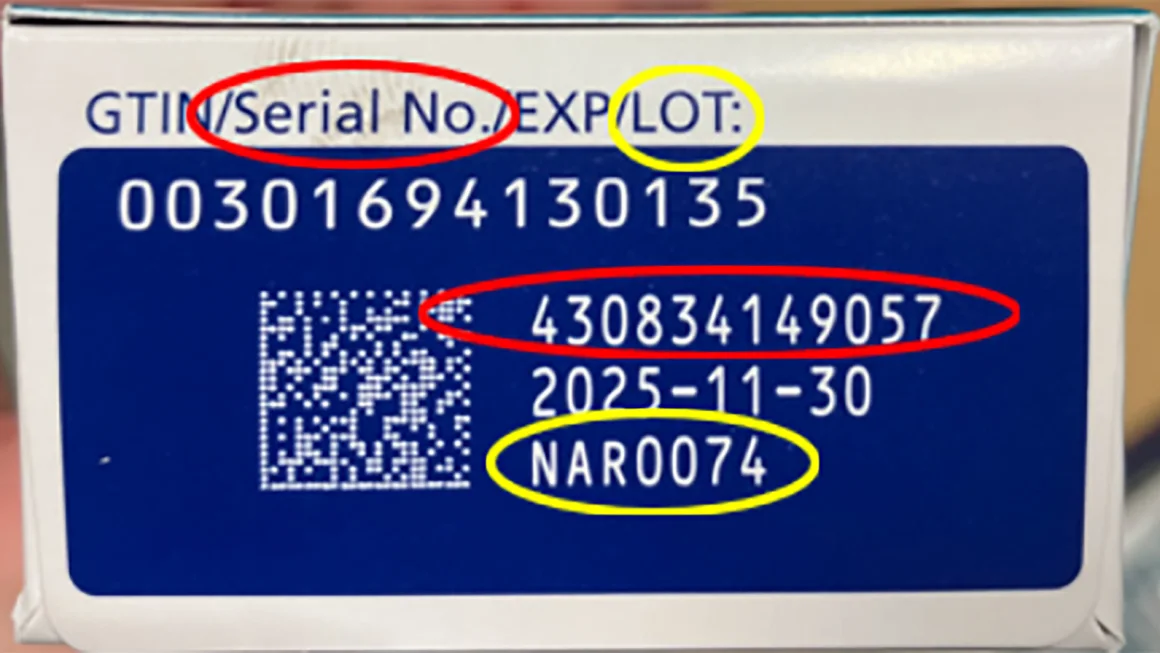 GTIN/Serial No./EXP/LOT:
00301694130135
430834149057
2025-11-30
NAR0074